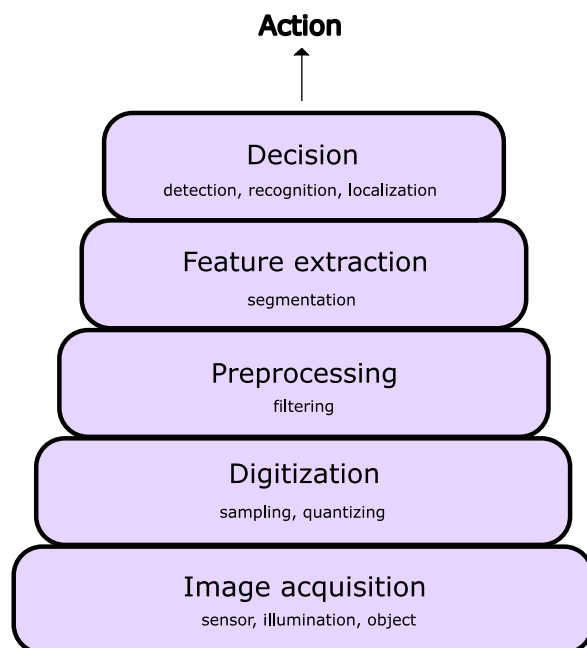 Action
Decision
detection, recognition, localization
Feature extraction
segmentation
Preprocessing
filtering
Digitization
sampling, quantizing
Image acquisition
sensor, illumination, object